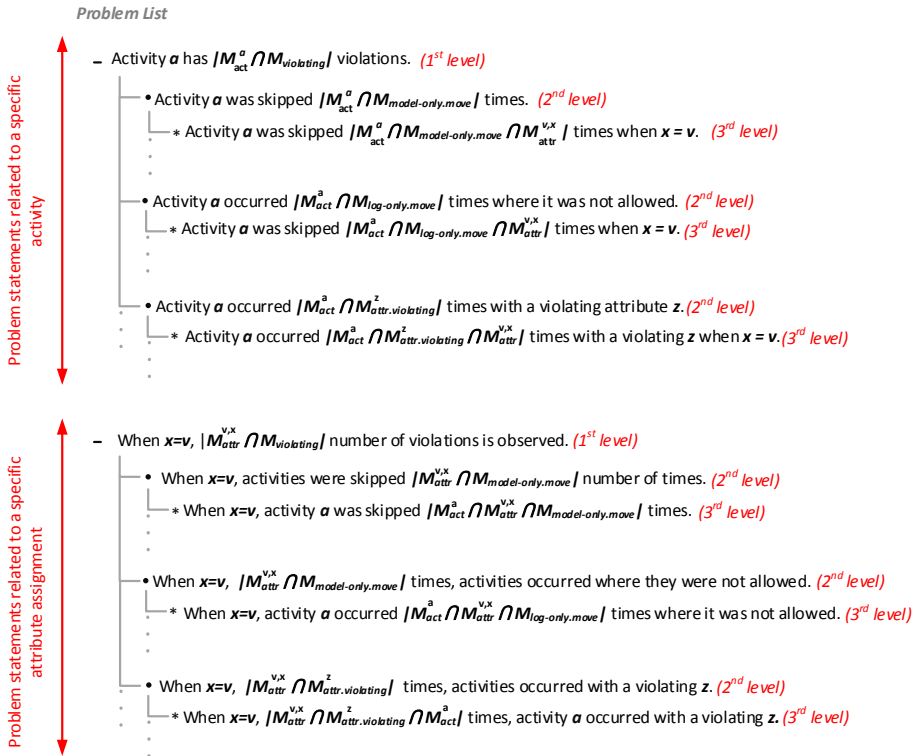 Problem List
Problem statements related to a specific
activity
– Activity a has |M^a_act ⋂ M_violating| violations. (1st level)
• Activity a was skipped |M^a_act ⋂ M_model-only.move| times. (2nd level)
* Activity a was skipped |M^a_act ⋂ M_model-only.move ⋂ M^v,x_attr| times when x = v. (3rd level)
• Activity a occurred |M^a_act ⋂ M_log-only.move| times where it was not allowed. (2nd level)
* Activity a was skipped |M^a_act ⋂ M_log-only.move ⋂ M^v,x_attr| times when x = v. (3rd level)
• Activity a occurred |M^a_act ⋂ M^z_attr.violating| times with a violating attribute z. (2nd level)
* Activity a occurred |M^a_act ⋂ M^z_attr.violating ⋂ M^v,x_attr| times with a violating z when x = v. (3rd level)
Problem statements related to a specific
attribute assignment
– When x=v, |M^v,x_attr ⋂ M_violating| number of violations is observed. (1st level)
• When x=v, activities were skipped |M^v,x_attr ⋂ M_model-only.move| number of times. (2nd level)
* When x=v, activity a was skipped |M^a_act ⋂ M^v,x_attr ⋂ M_model-only.move| times. (3rd level)
• When x=v, |M^v,x_attr ⋂ M_model-only.move| times, activities occurred where they were not allowed. (2nd level)
* When x=v, activity a occurred |M^a_act ⋂ M^v,x_attr ⋂ M_log-only.move| times where it was not allowed. (3rd level)
• When x=v, |M^v,x_attr ⋂ M^z_attr.violating| times, activities occurred with a violating z. (2nd level)
* When x=v, |M^v,x_attr ⋂ M^z_attr.violating ⋂ M^a_act| times, activity a occurred with a violating z. (3rd level)